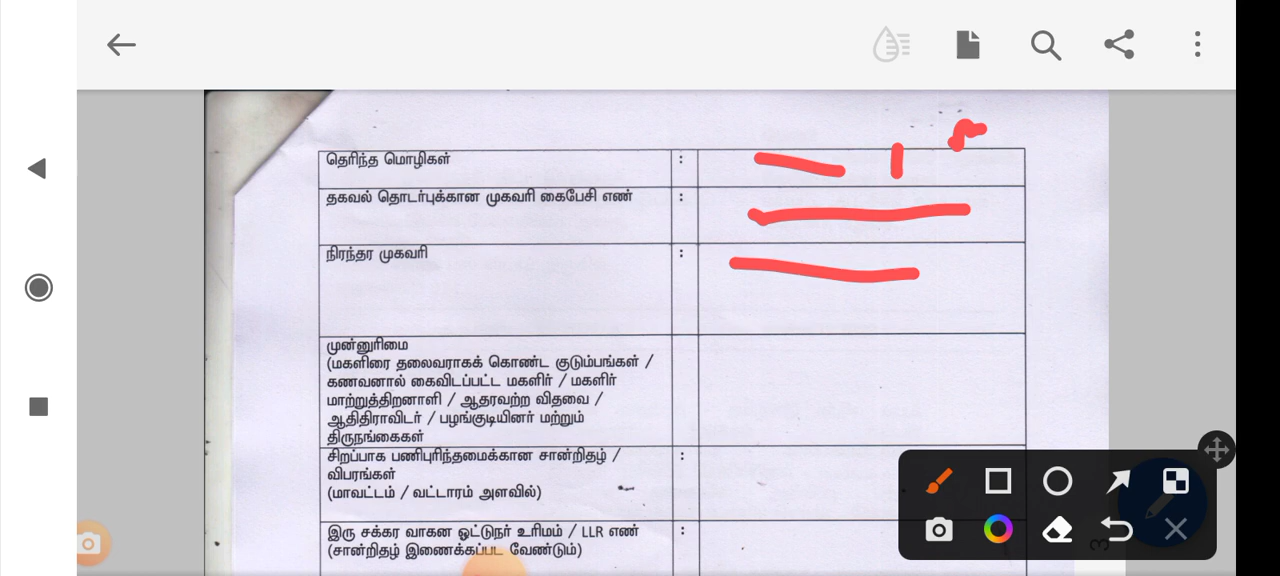 தெரிந்த மொழிகள் :
தகவல் தொடர்புக்கான முகவரி கைபேசி எண் :
நிரந்தர முகவரி :
முன்னுரிமை
(மகளிரை தலைவராகக் கொண்ட குடும்பங்கள் /
கணவனால் கைவிடப்பட்ட மகளிர் / மகளிர்
மாற்றுத்திறனாளி / ஆதரவற்ற விதவை /
ஆதிதிராவிடர் / பழங்குடியினர் மற்றும்
திருநங்கைகள்
சிறப்பாக பணிபுரிந்தமைக்கான சான்றிதழ் / :
விபரங்கள்
(மாவட்டம் / வட்டாரம் அளவில்)
இரு சக்கர வாகன ஒட்டுநர் உரிமம் / LLR எண் :
(சான்றிதழ் இணைக்கப்பட வேண்டும்)